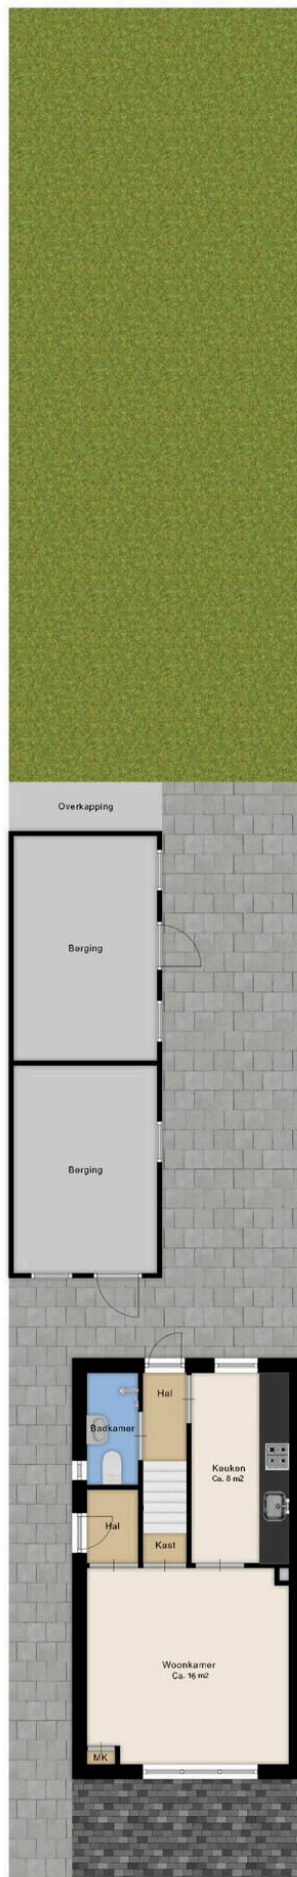 Overkapping
Berging
Berging
Hal
Badkamer
Keuken
Ca. 8 m2
Hal
Kast
Woonkamer
Ca. 16 m2
MK